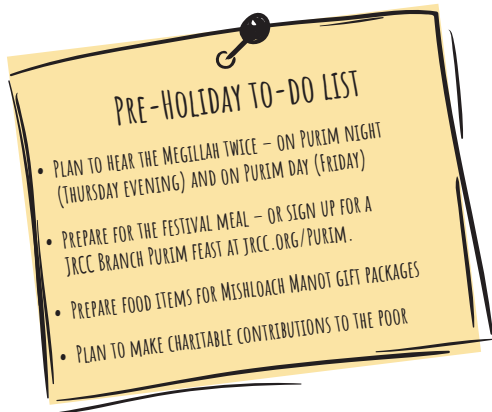 Pre-Holiday to-do list
• Plan to hear the Megillah twice – on Purim night
(Thursday evening) and on Purim day (Friday)
• Prepare for the festival meal – or sign up for a
JRCC Branch Purim feast at jrcc.org/Purim.
• Prepare food items for Mishloach Manot gift packages
• Plan to make charitable contributions to the poor